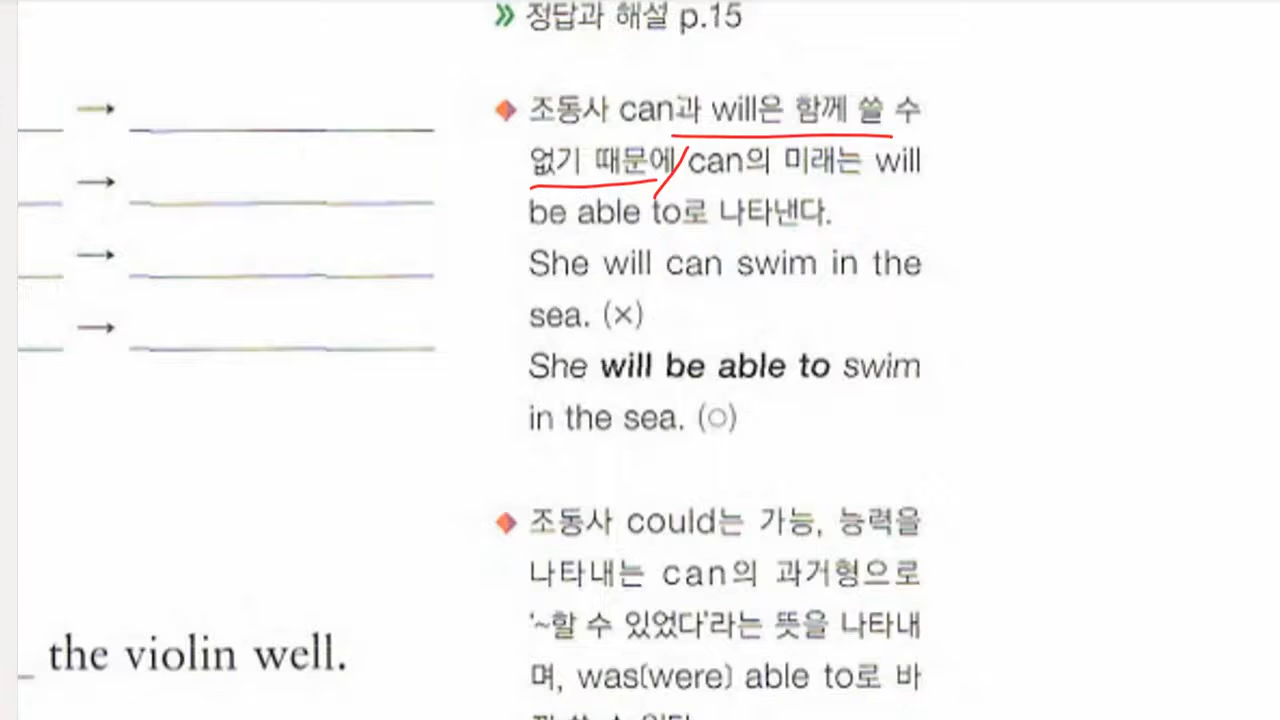 » 정답과 해설 p.15
→
→
→
→
the violin well.
◆ 조동사 can과 will은 함께 쓸 수
없기 때문에 can의 미래는 will
be able to로 나타낸다.
She will can swim in the
sea. (×)
She will be able to swim
in the sea. (○)
◆ 조동사 could는 가능, 능력을
나타내는 can의 과거형으로
'~할 수 있었다'라는 뜻을 나타내
며, was(were) able to로 바